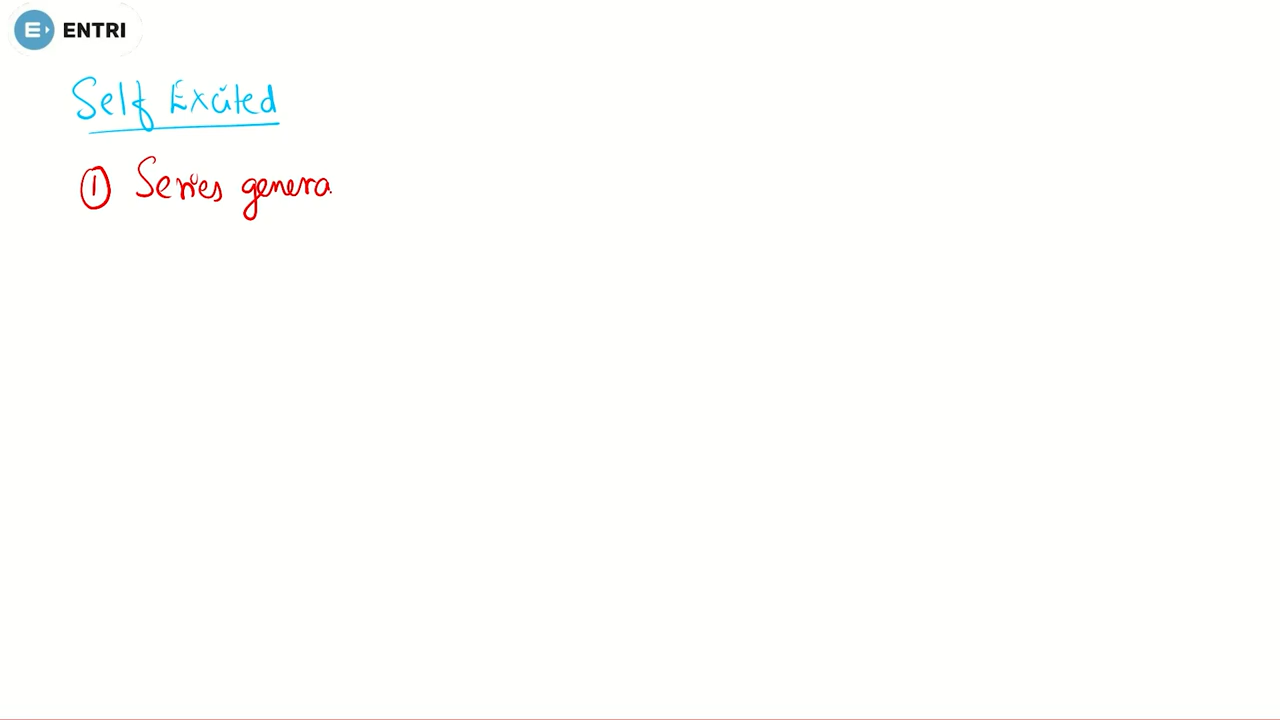 ENTRI
Self Excited
① Series genera